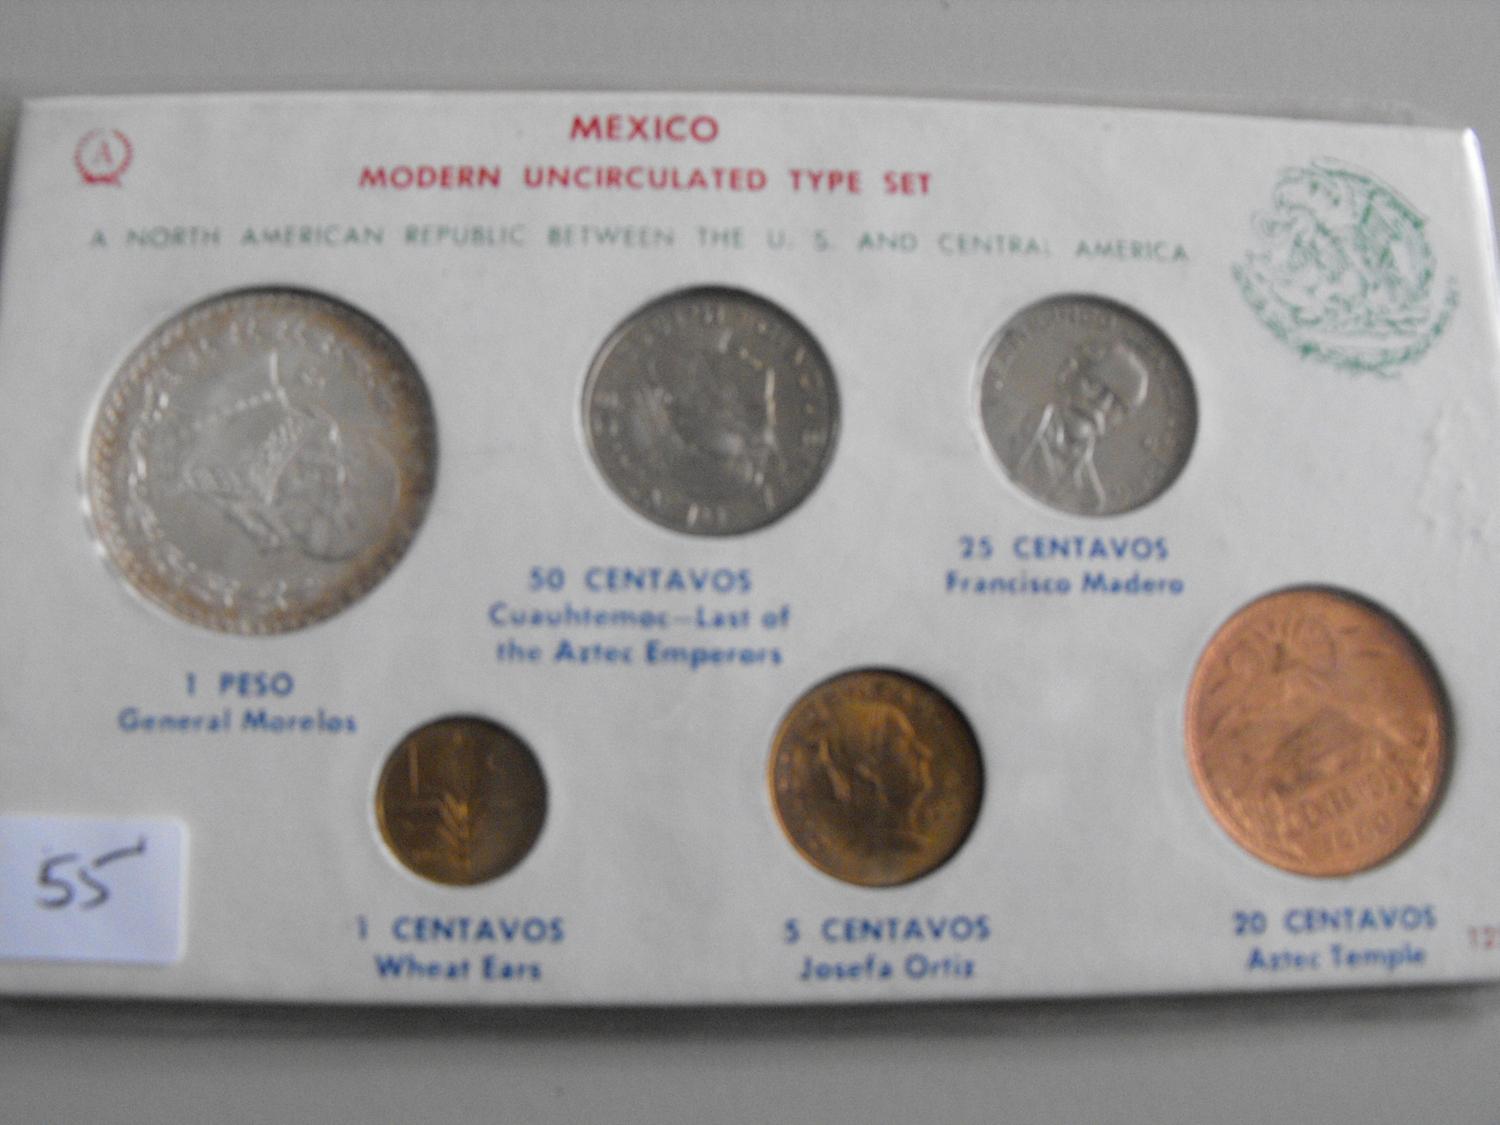 A
MEXICO
MODERN UNCIRCULATED TYPE SET
A NORTH AMERICAN REPUBLIC BETWEEN THE U. S. AND CENTRAL AMERICA
25 CENTAVOS
Francisco Madero
50 CENTAVOS
Cuauhtemoc—Last of
the Aztec Emperors
1 PESO
General Morelos
55
1 CENTAVOS
Wheat Ears
5 CENTAVOS
Josefa Ortiz
20 CENTAVOS
Aztec Temple